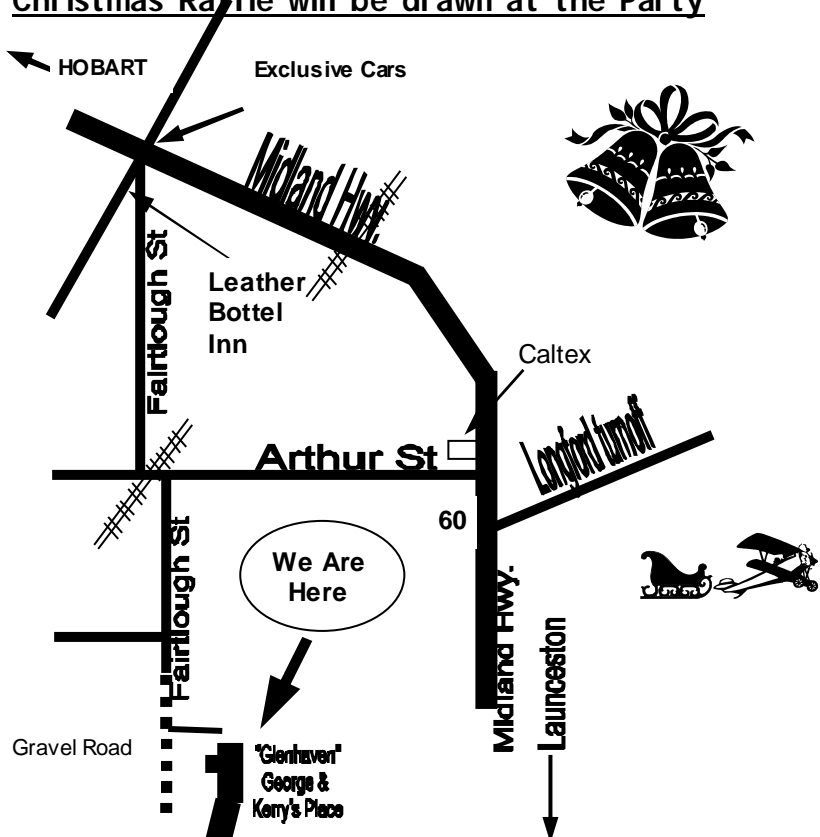 Christmas Raffle will be drawn at the Party
HOBART
Exclusive Cars
Midland Hwy.
Fairtlough St
Leather
Bottel
Inn
Caltex
Longford turnoff
Arthur St
60
We Are
Here
Fairtlough St
Midland Hwy.
Launceston
Gravel Road
"Glenhaven"
George &
Kerry's Place